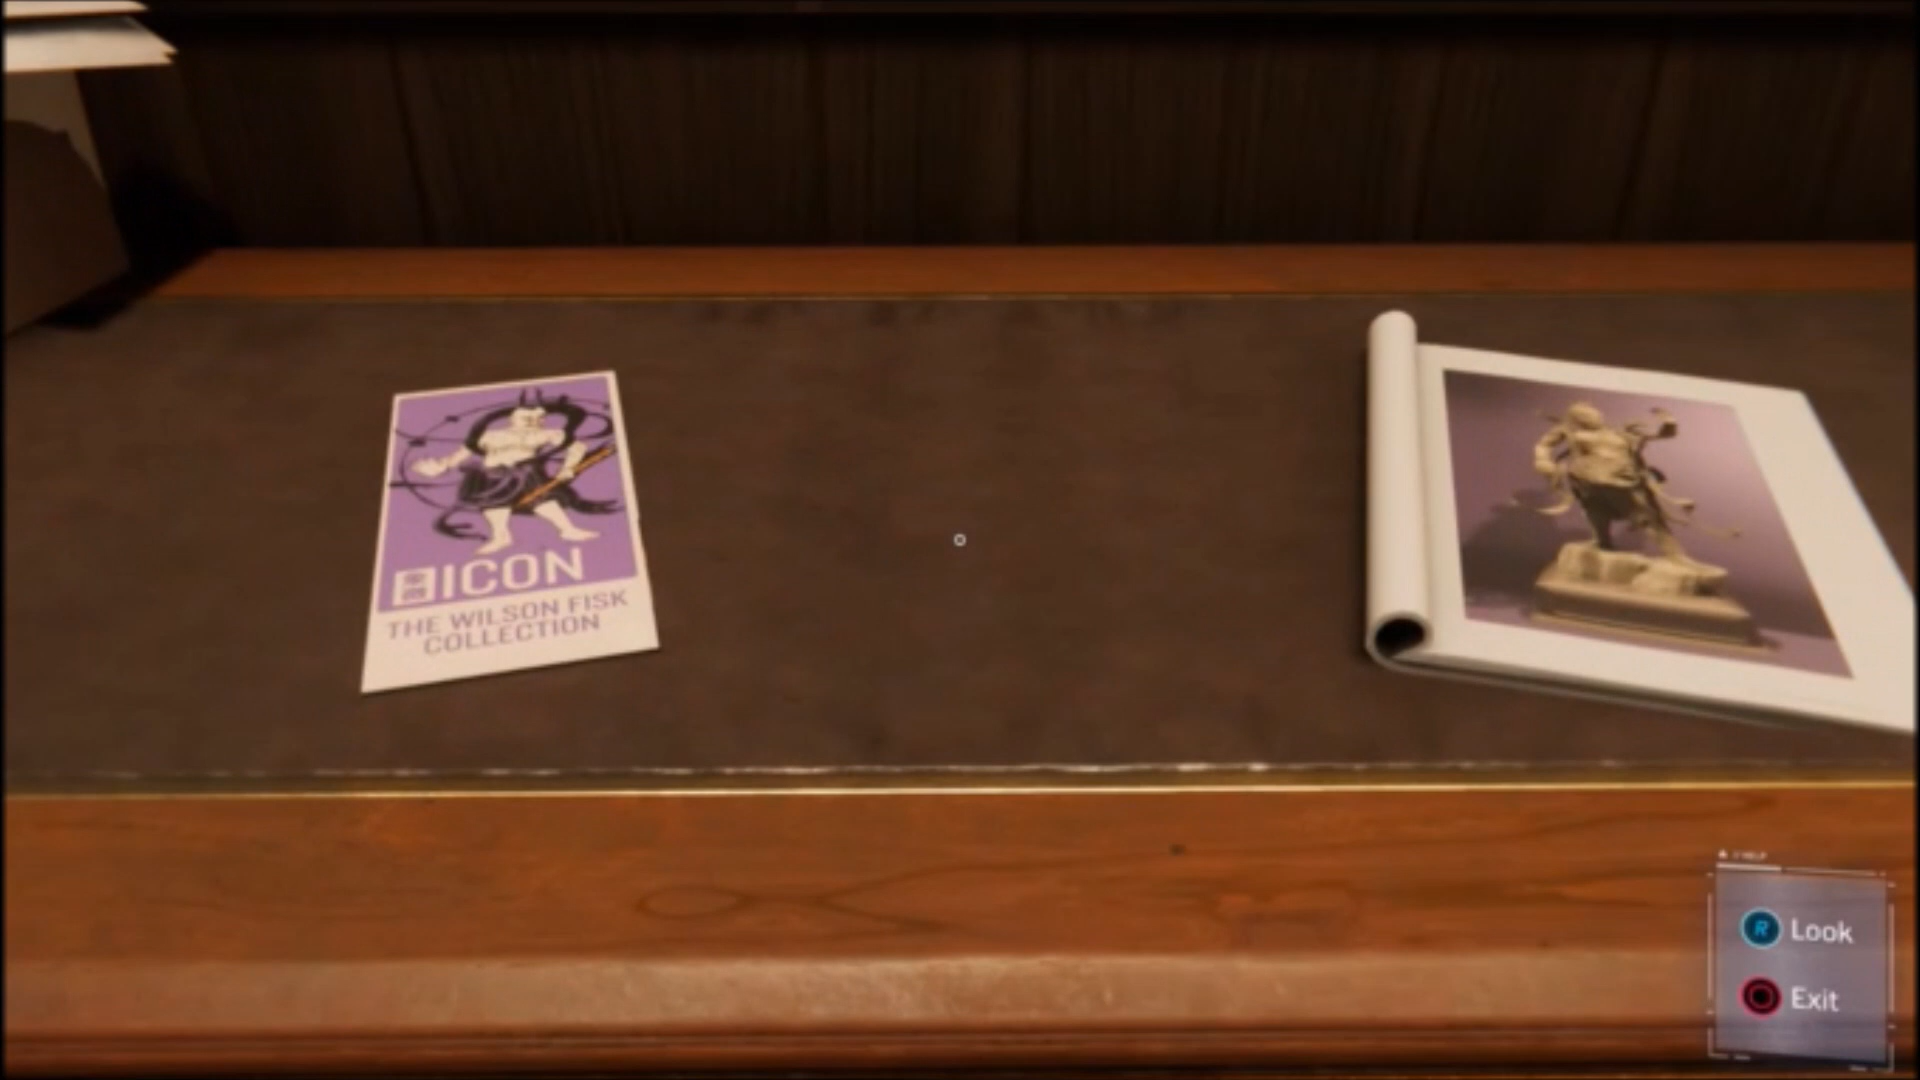 ICON
THE WILSON FISK
COLLECTION
R Look
Exit